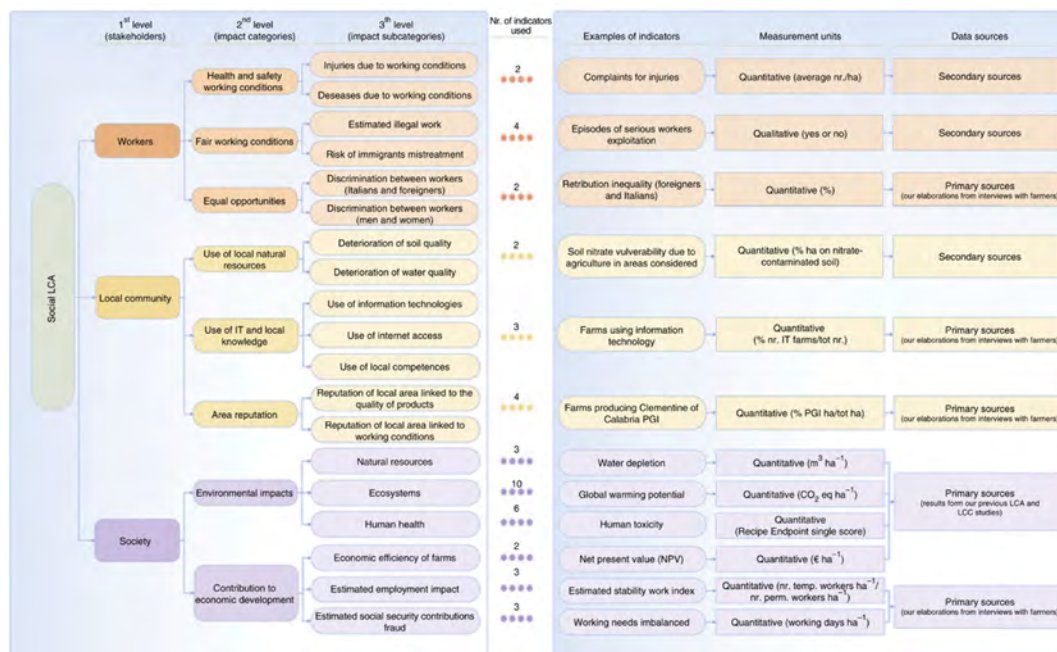 1st level
(stakeholders)
2nd level
(impact categories)
3th level
(impact subcategories)
Nr. of indicators
used
Examples of indicators
Measurement units
Data sources
Social LCA
Workers
Health and safety
working conditions
Injuries due to working conditions
Deseases due to working conditions
2
Complaints for injuries
Quantitative (average nr./ha)
Secondary sources
Fair working conditions
Estimated illegal work
Risk of immigrants mistreatment
4
Episodes of serious workers
exploitation
Qualitative (yes or no)
Secondary sources
Equal opportunities
Discrimination between workers
(Italians and foreigners)
Discrimination between workers
(men and women)
2
Retribution inequality (foreigners
and Italians)
Quantitative (%)
Primary sources
(our elaborations from interviews with farmers)
Local community
Use of local natural
resources
Deterioration of soil quality
Deterioration of water quality
2
Soil nitrate vulverability due to
agriculture in areas considered
Quantitative (% ha on nitrate-
contaminated soil)
Secondary sources
Use of IT and local
knowledge
Use of information technologies
Use of internet access
Use of local competences
3
Farms using information
technology
Quantitative
(% nr. IT farms/tot nr.)
Primary sources
(our elaborations from interviews with farmers)
Area reputation
Reputation of local area linked to the
quality of products
Reputation of local area linked to
working conditions
4
Farms producing Clementine of
Calabria PGI
Quantitative (% PGI ha/tot ha)
Primary sources
(our elaborations from interviews with farmers)
Society
Environmental impacts
Natural resources
3
Water depletion
Quantitative (m³ ha⁻¹)
Ecosystems
10
Global warming potential
Quantitative (CO₂ eq ha⁻¹)
Human health
6
Human toxicity
Quantitative
(Recipe Endpoint single score)
Primary sources
(results form our previous LCA and
LCC studies)
Contribution to
economic development
Economic efficiency of farms
2
Net present value (NPV)
Quantitative (€ ha⁻¹)
Estimated employment impact
3
Estimated stability work index
Quantitative (nr. temp. workers ha⁻¹/
nr. perm. workers ha⁻¹)
Estimated social security contributions
fraud
3
Working needs imbalanced
Quantitative (working days ha⁻¹)
Primary sources
(our elaborations from interviews with farmers)